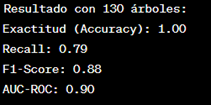 Resultado con 130 árboles:
Exactitud (Accuracy): 1.00
Recall: 0.79
F1-Score: 0.88
AUC-ROC: 0.90